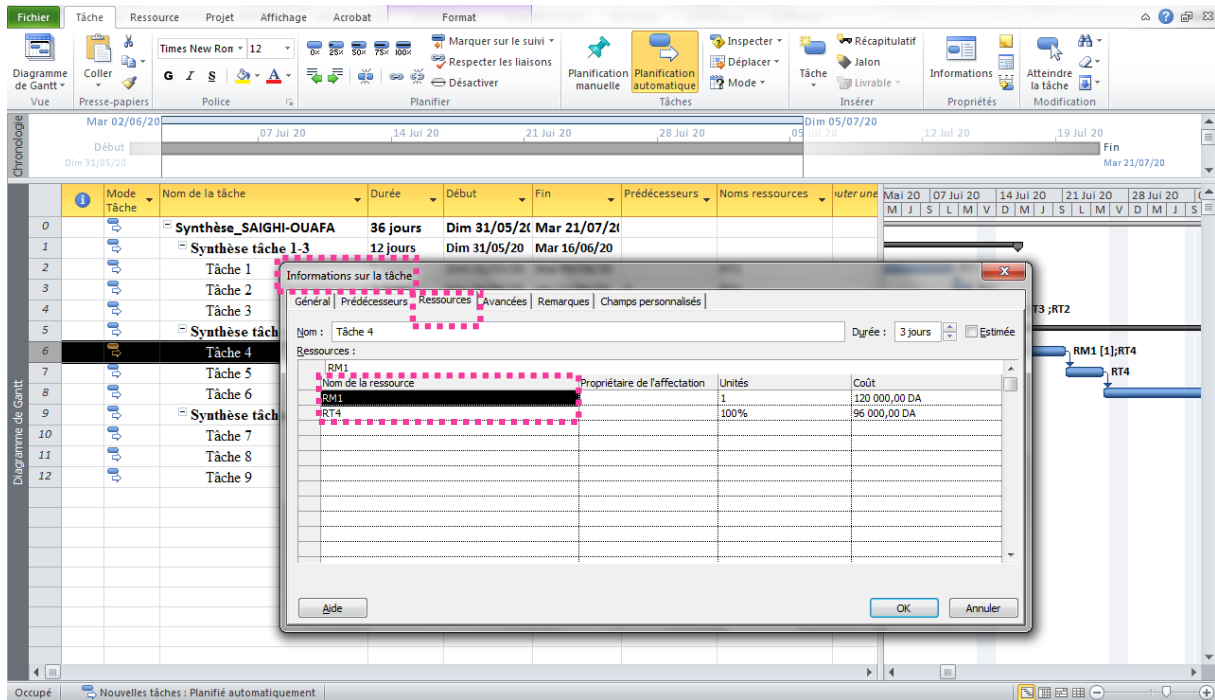 Fichier Tâche Ressource Projet Affichage Acrobat Format
Diagramme de Gantt
Vue
Coller
Presse-papiers
Times New Ron 12
G I S A
Police
0% 25% 50% 75% 100%
Marquer sur le suivi
Respecter les liaisons
Désactiver
Planifier
Planification manuelle
Planification automatique
Inspecter
Déplacer
Mode
Tâches
Tâche
Récapitulatif
Jalon
Livrable
Insérer
Informations
Propriétés
Atteindre la tâche
Modification
Chronologie
Mar 02/06/20 Dim 05/07/20
07 Jui 20 14 Jui 20 21 Jui 20 28 Jui 20 05 Jul 20 12 Jul 20 19 Jul 20
Début
Dim 31/05/20
Fin
Mar 21/07/20
Diagramme de Gantt
Mode Tâche Nom de la tâche Durée Début Fin Prédécesseurs Noms ressources outer une
Mai 20 07 Jui 20 14 Jui 20 21 Jui 20 28 Jui 20
M J S L M V D M J S L M V D M J S
0 Synthèse_SAIGHI-OUAFA 36 jours Dim 31/05/20 Mar 21/07/20
1 Synthèse tâche 1-3 12 jours Dim 31/05/20 Mar 16/06/20
2 Tâche 1
3 Tâche 2
4 Tâche 3 T3 ;RT2
5 Synthèse tâch
6 Tâche 4 RM1 [1];RT4
7 Tâche 5 RT4
8 Tâche 6
9 Synthèse tâch
10 Tâche 7
11 Tâche 8
12 Tâche 9
Informations sur la tâche
Général Prédécesseurs Ressources Avancées Remarques Champs personnalisés
Nom : Tâche 4 Durée : 3 jours Estimée
Ressources :
RM1
Nom de la ressource Propriétaire de l'affectation Unités Coût
RM1 1 120 000,00 DA
RT4 100% 96 000,00 DA
Aide OK Annuler
Occupé Nouvelles tâches : Planifié automatiquement